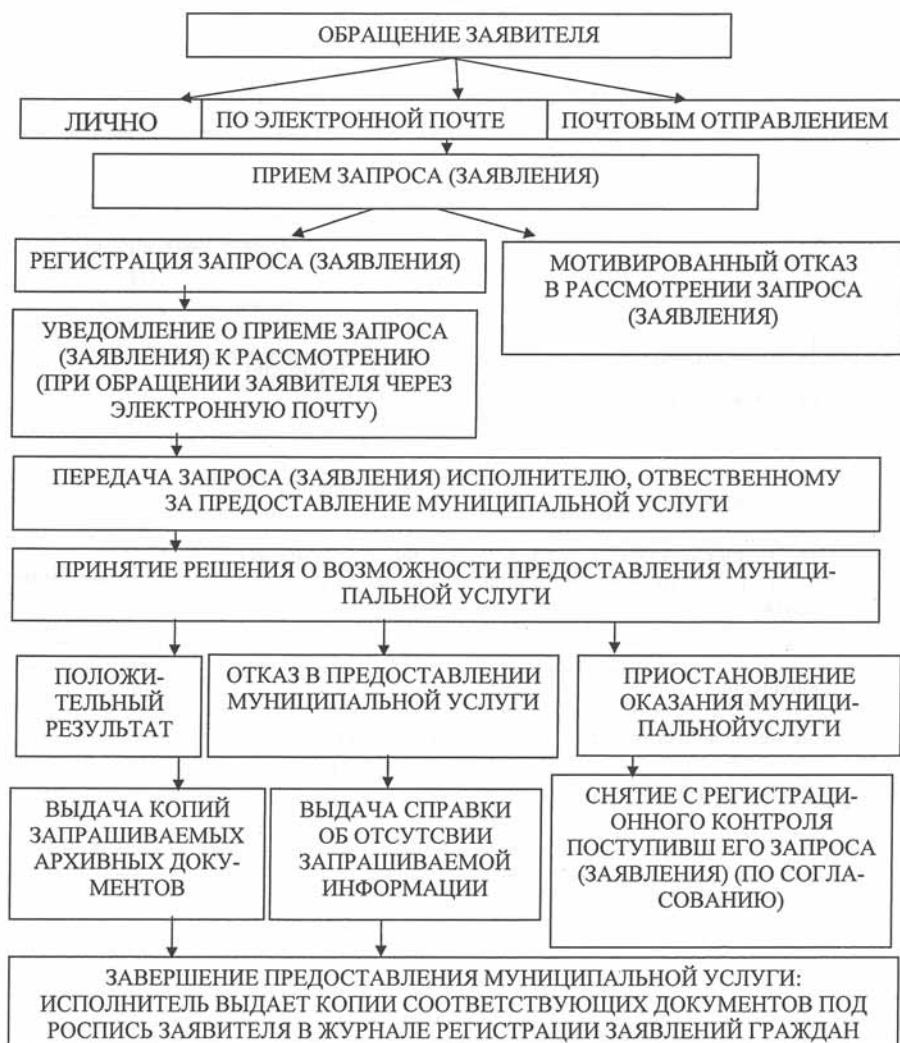 ОБРАЩЕНИЕ ЗАЯВИТЕЛЯ
ЛИЧНО
ПО ЭЛЕКТРОННОЙ ПОЧТЕ
ПОЧТОВЫМ ОТПРАВЛЕНИЕМ
ПРИЕМ ЗАПРОСА (ЗАЯВЛЕНИЯ)
РЕГИСТРАЦИЯ ЗАПРОСА (ЗАЯВЛЕНИЯ)
МОТИВИРОВАННЫЙ ОТКАЗ
В РАССМОТРЕНИИ ЗАПРОСА
(ЗАЯВЛЕНИЯ)
УВЕДОМЛЕНИЕ О ПРИЕМЕ ЗАПРОСА
(ЗАЯВЛЕНИЯ) К РАССМОТРЕНИЮ
(ПРИ ОБРАЩЕНИИ ЗАЯВИТЕЛЯ ЧЕРЕЗ
ЭЛЕКТРОННУЮ ПОЧТУ)
ПЕРЕДАЧА ЗАПРОСА (ЗАЯВЛЕНИЯ) ИСПОЛНИТЕЛЮ, ОТВЕСТВЕННОМУ
ЗА ПРЕДОСТАВЛЕНИЕ МУНИЦИПАЛЬНОЙ УСЛУГИ
ПРИНЯТИЕ РЕШЕНИЯ О ВОЗМОЖНОСТИ ПРЕДОСТАВЛЕНИЯ МУНИЦИ-
ПАЛЬНОЙ УСЛУГИ
ПОЛОЖИ-
ТЕЛЬНЫЙ
РЕЗУЛЬТАТ
ОТКАЗ В ПРЕДОСТАВЛЕНИИ
МУНИЦИПАЛЬНОЙ УСЛУГИ
ПРИОСТАНОВЛЕНИЕ
ОКАЗАНИЯ МУНИЦИ-
ПАЛЬНОЙУСЛУГИ
ВЫДАЧА КОПИЙ
ЗАПРАШИВАЕМЫХ
АРХИВНЫХ ДОКУ-
МЕНТОВ
ВЫДАЧА СПРАВКИ
ОБ ОТСУТСВИИ
ЗАПРАШИВАЕМОЙ
ИНФОРМАЦИИ
СНЯТИЕ С РЕГИСТРАЦИ-
ОННОГО КОНТРОЛЯ
ПОСТУПИВШ ЕГО ЗАПРОСА
(ЗАЯВЛЕНИЯ) (ПО СОГЛА-
СОВАНИЮ)
ЗАВЕРШЕНИЕ ПРЕДОСТАВЛЕНИЯ МУНИЦИПАЛЬНОЙ УСЛУГИ:
ИСПОЛНИТЕЛЬ ВЫДАЕТ КОПИИ СООТВЕТСТВУЮЩИХ ДОКУМЕНТОВ ПОД
РОСПИСЬ ЗАЯВИТЕЛЯ В ЖУРНАЛЕ РЕГИСТРАЦИИ ЗАЯВЛЕНИЙ ГРАЖДАН